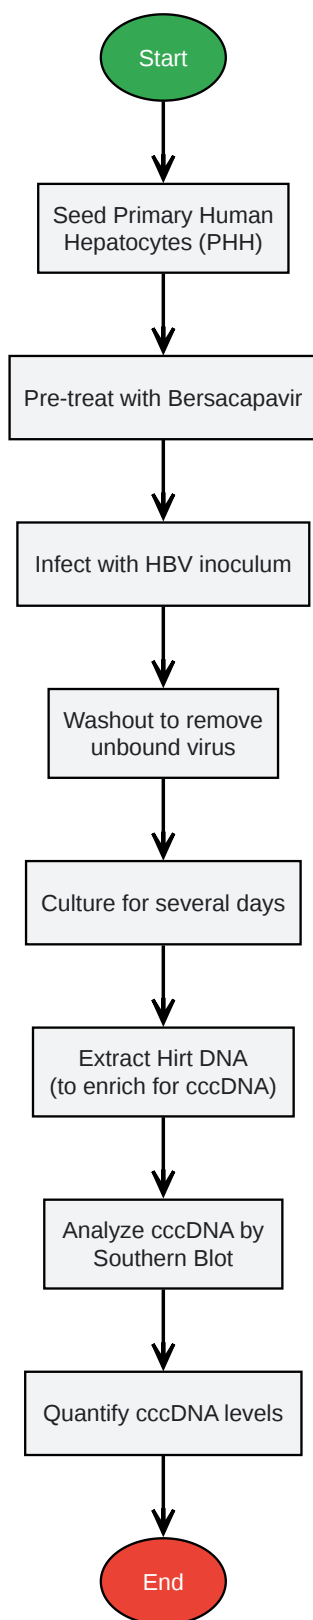 Start
Seed Primary Human
Hepatocytes (PHH)
Pre-treat with Bersacapavir
Infect with HBV inoculum
Washout to remove
unbound virus
Culture for several days
Extract Hirt DNA
(to enrich for cccDNA)
Analyze cccDNA by
Southern Blot
Quantify cccDNA levels
End